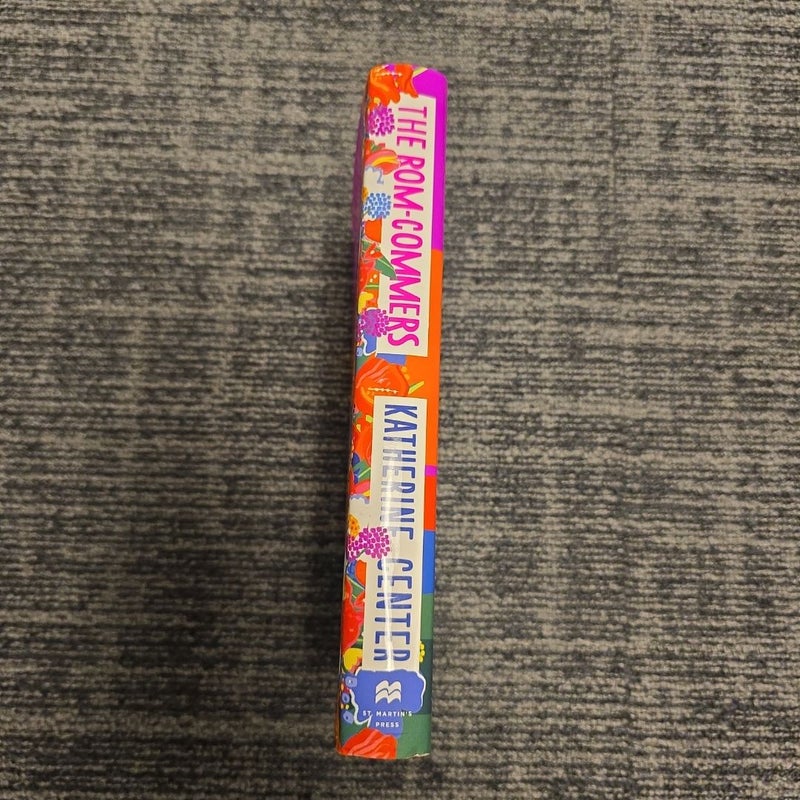 THE ROM-COMMERS
KATHERINE CENTER
ST. MARTIN'S
PRESS